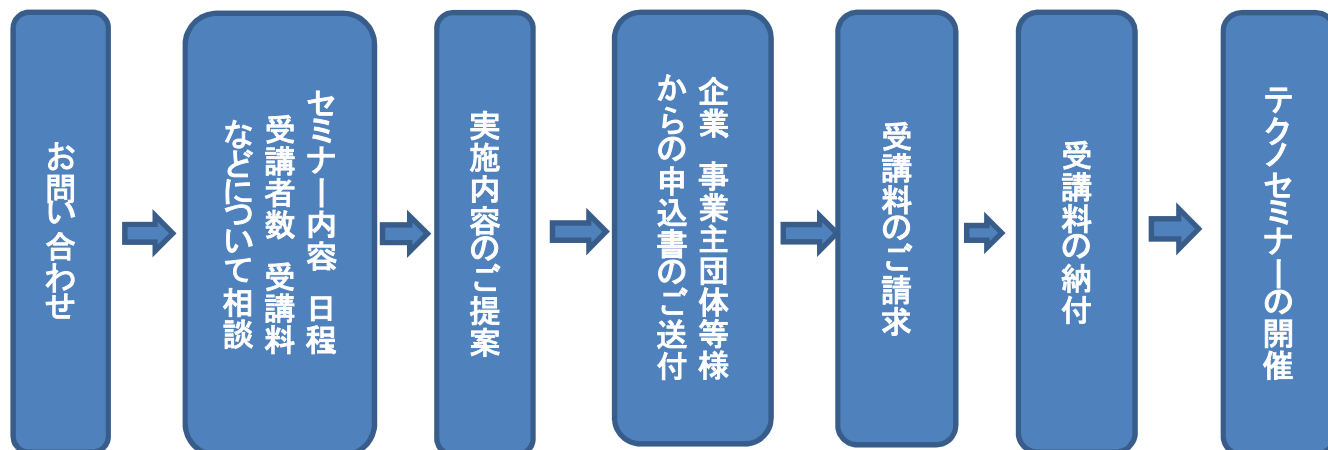 お問い合わせ
セミナー内容 日程、
受講者数 受講料
などについて相談
実施内容のご提案
企業 事業主団体等様
からの申込書のご送付
受講料のご請求
受講料の納付
テクノセミナーの開催